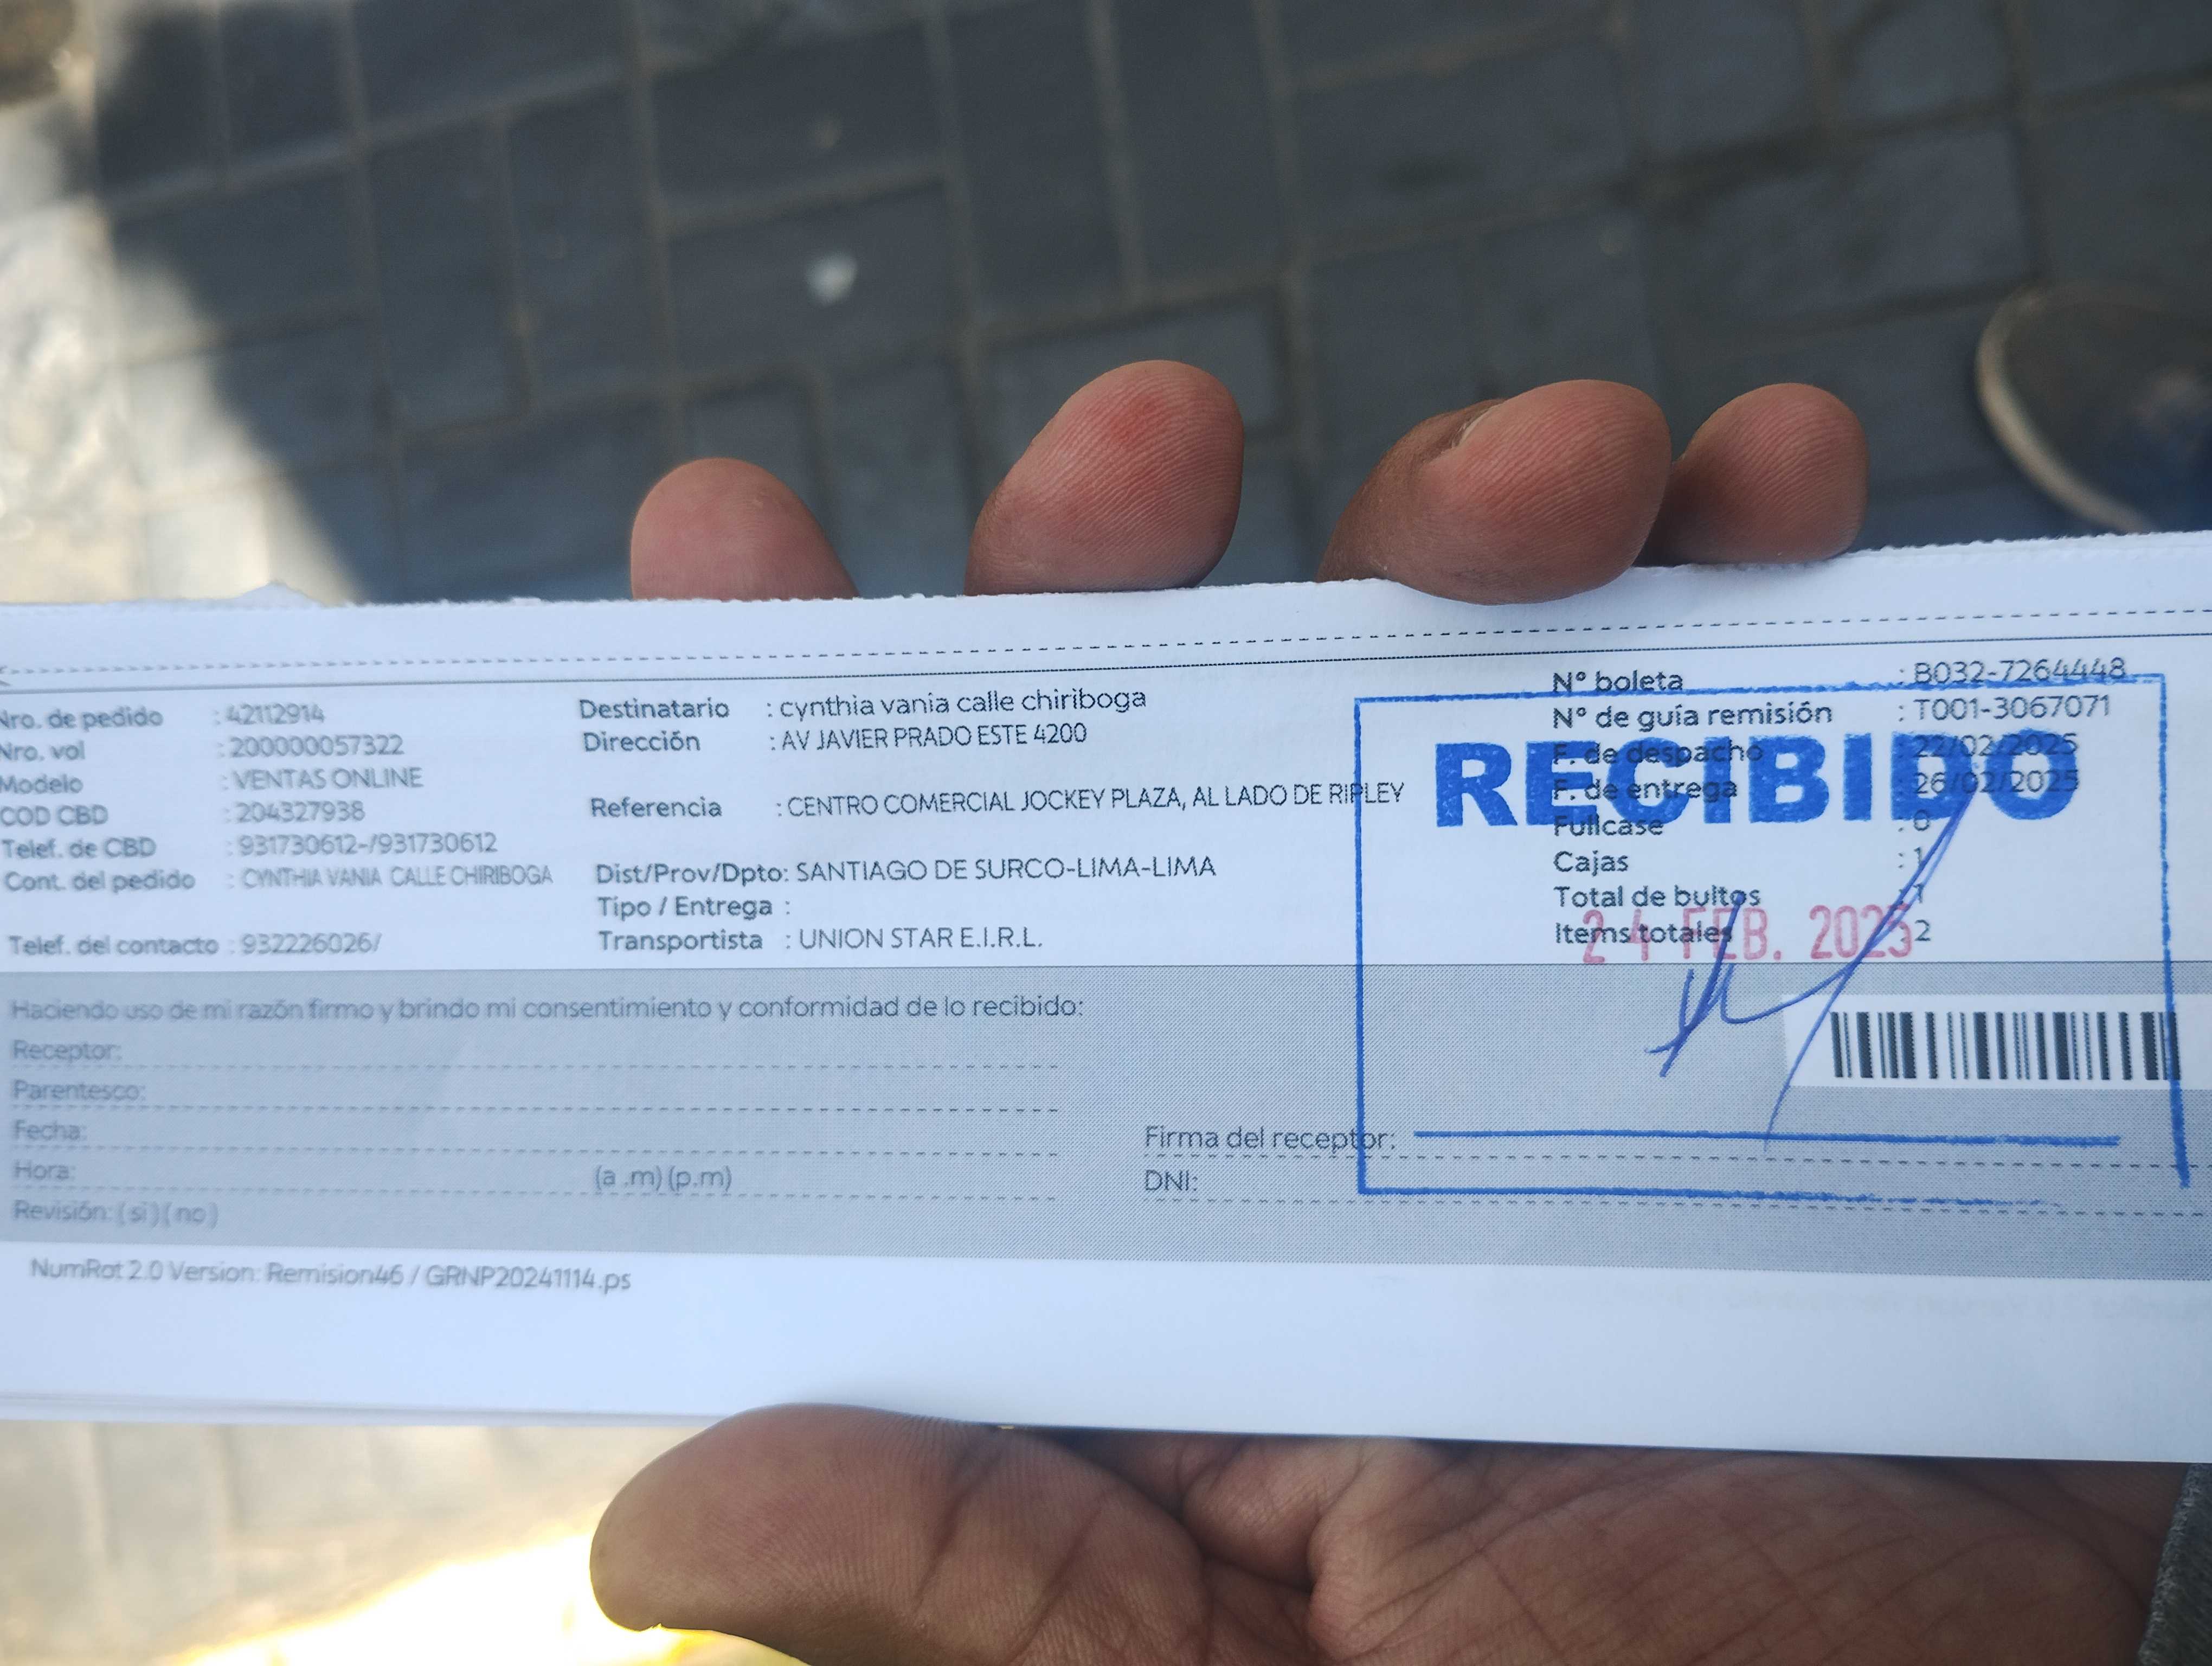 Nro. de pedido : 42112914
Nro. vol : 200000057322
Modelo : VENTAS ONLINE
COD CBD : 204327938
Telef. de CBD : 931730612-/931730612
Cont. del pedido : CYNTHIA VANIA CALLE CHIRIBOGA
Telef. del contacto : 932226026/
Destinatario : cynthia vania calle chiriboga
Dirección : AV JAVIER PRADO ESTE 4200
Referencia : CENTRO COMERCIAL JOCKEY PLAZA, AL LADO DE RIPLEY
Dist/Prov/Dpto: SANTIAGO DE SURCO-LIMA-LIMA
Tipo / Entrega :
Transportista : UNION STAR E.I.R.L.
N° boleta : B032-7264448
N° de guía remisión : T001-3067071
F. de despacho : 22/02/2025
F. de entrega : 26/02/2025
Fullcase : 0
Cajas : 1
Total de bultos : 1
Items totales : 2
RECIBIDO
24 FEB. 2025
Haciendo uso de mi razón firmo y brindo mi consentimiento y conformidad de lo recibido:
Receptor:
Parentesco:
Fecha:
Hora: (a .m) (p.m)
Revisión: ( si ) ( no )
Firma del receptor:
DNI:
NumRot 2.0 Version: Remision46 / GRNP20241114.ps